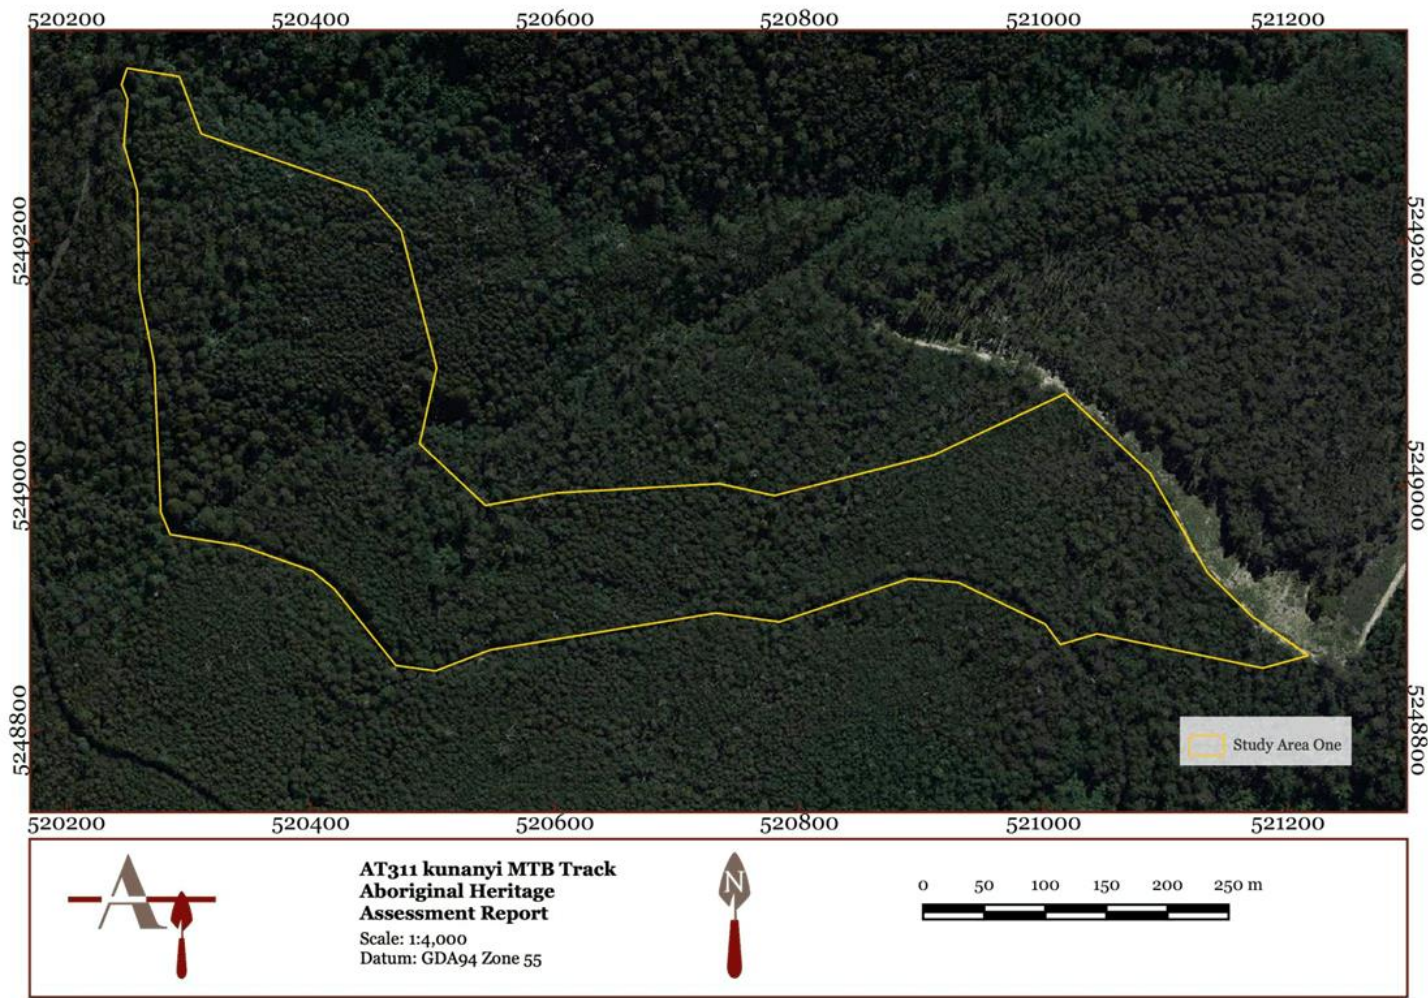 520200 520400 520600 520800 521000 521200
5249200 5249200
5249000 5249000
5248800 5248800
Study Area One
520200 520400 520600 520800 521000 521200
A
AT311 kunanyi MTB Track
Aboriginal Heritage
Assessment Report
Scale: 1:4,000
Datum: GDA94 Zone 55
N
0 50 100 150 200 250 m